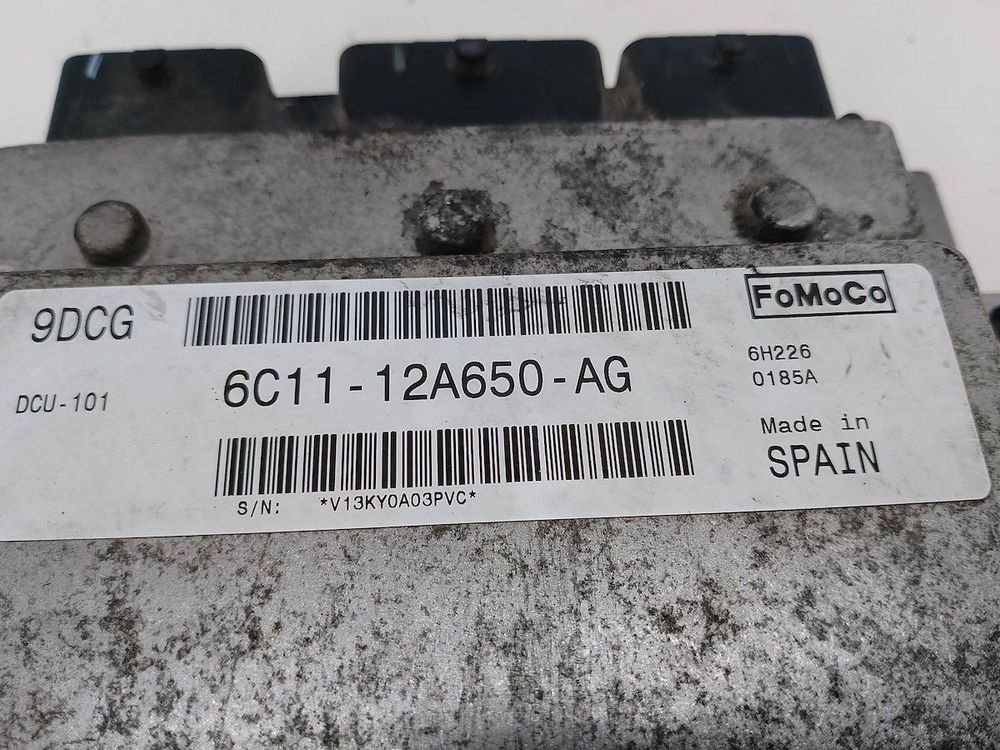 9DCG
FoMoCo
DCU-101
6C11-12A650-AG
6H226
0185A
Made in
SPAIN
S/N: *V13KY0A03PVC*